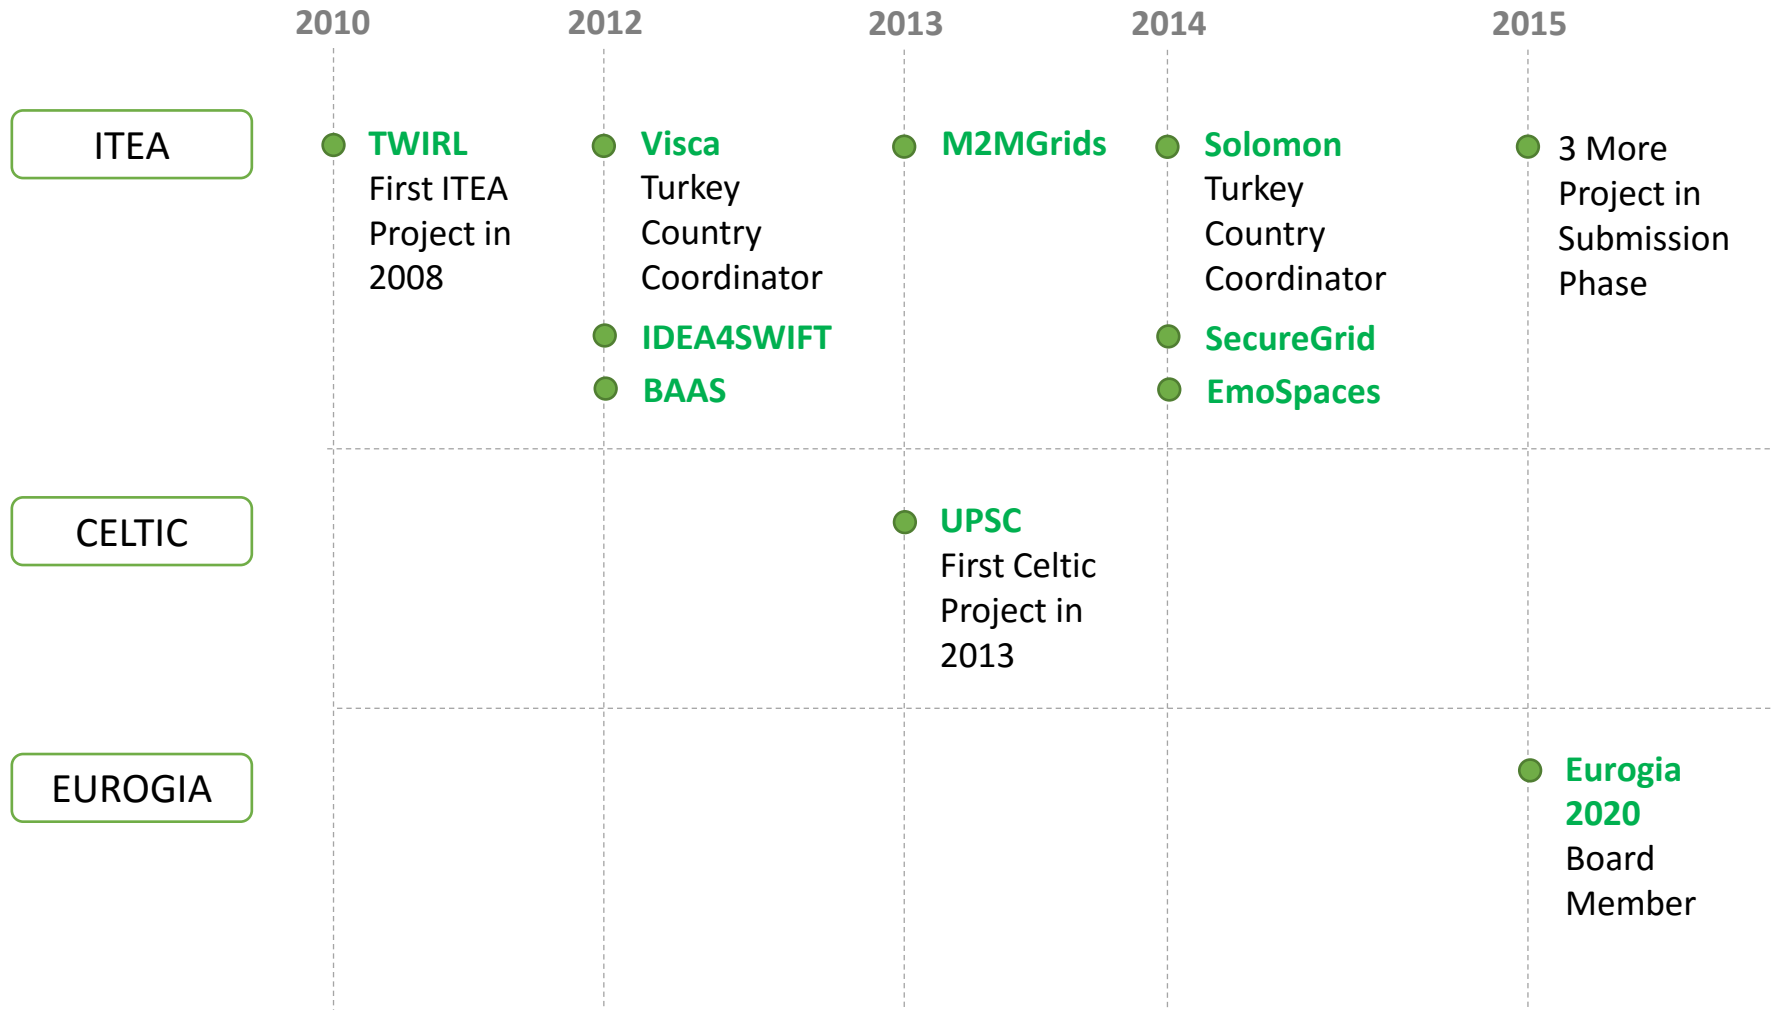 2010
2012
2013
2014
2015
ITEA
TWIRL
First ITEA
Project in
2008
Visca
Turkey
Country
Coordinator
IDEA4SWIFT
BAAS
M2MGrids
Solomon
Turkey
Country
Coordinator
SecureGrid
EmoSpaces
3 More
Project in
Submission
Phase
CELTIC
UPSC
First Celtic
Project in
2013
EUROGIA
Eurogia
2020
Board
Member